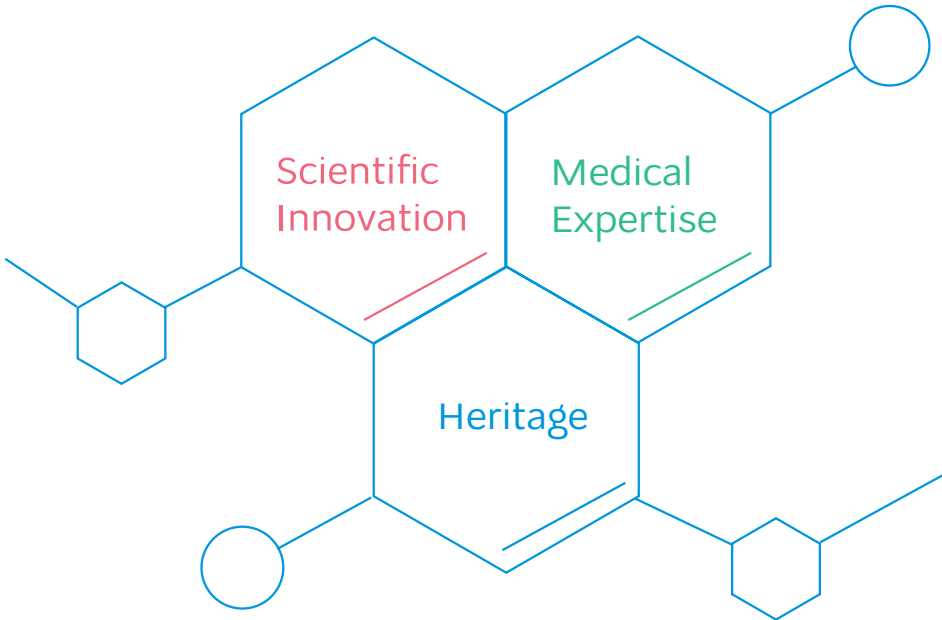 Scientific
Innovation
Medical
Expertise
Heritage